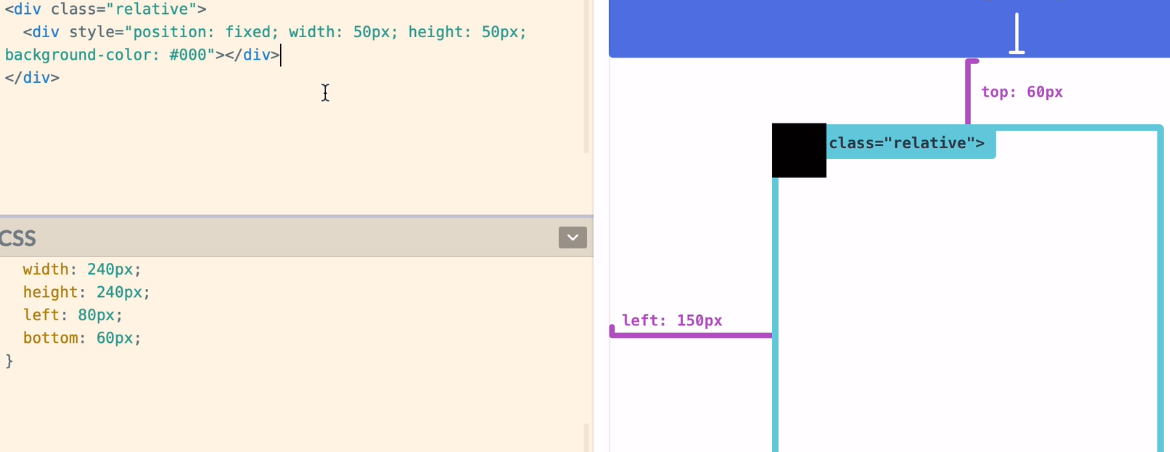 <div class="relative">
<div style="position: fixed; width: 50px; height: 50px;
background-color: #000"></div>
</div>
CSS
width: 240px;
height: 240px;
left: 80px;
bottom: 60px;
}
top: 60px
class="relative">
left: 150px